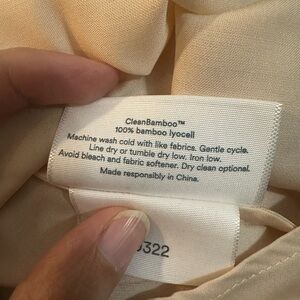 CleanBamboo™
100% bamboo lyocell
Machine wash cold with like fabrics. Gentle cycle.
Line dry or tumble dry low. Iron low.
Avoid bleach and fabric softener. Dry clean optional.
Made responsibly in China.
322